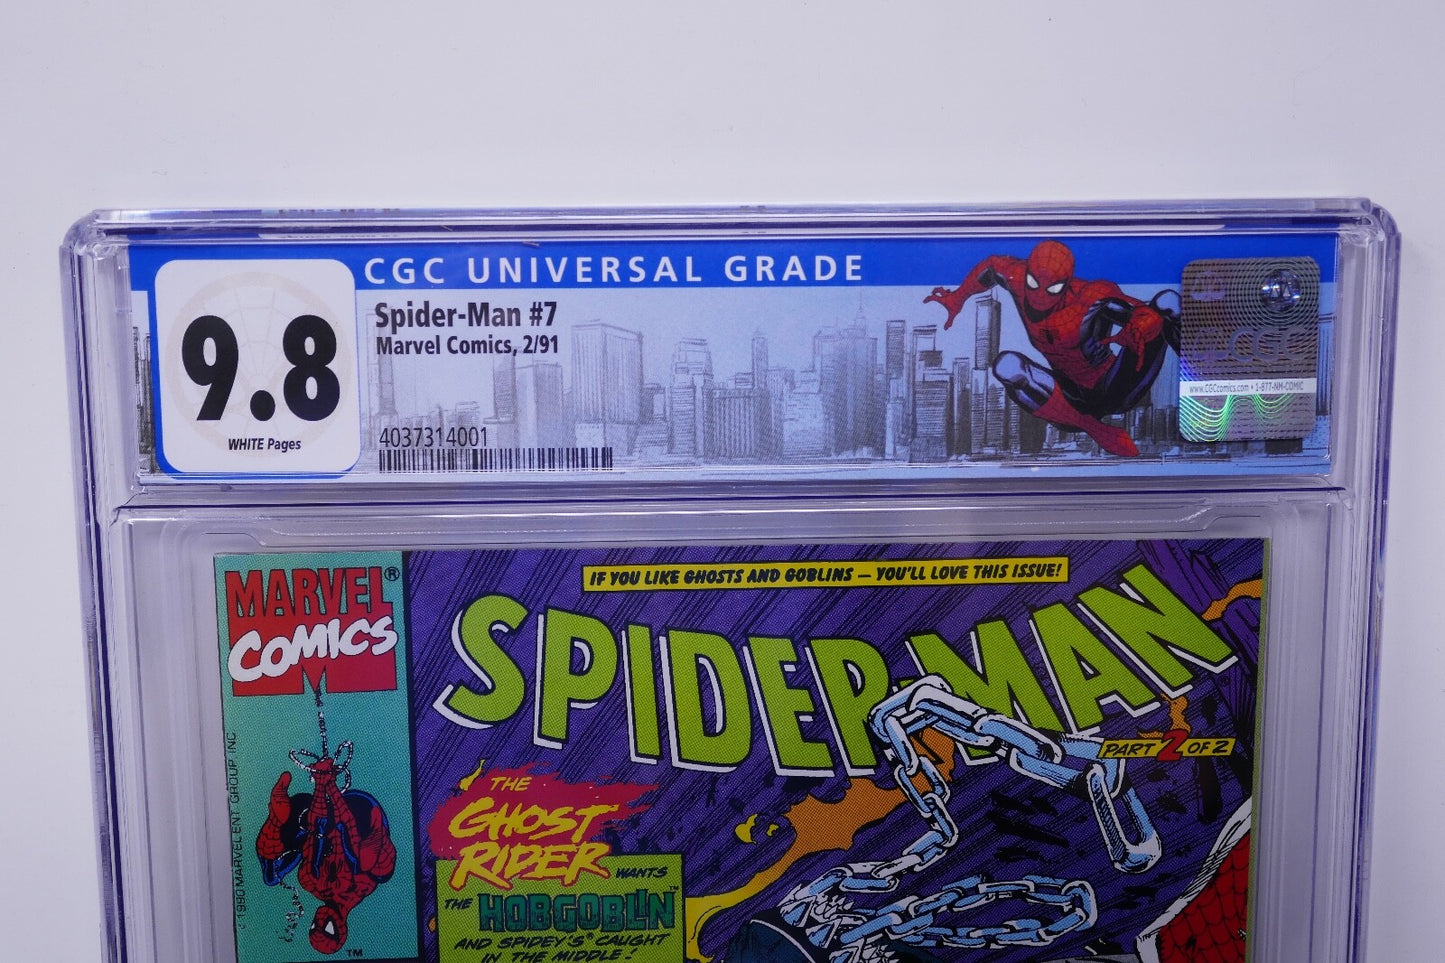 CGC UNIVERSAL GRADE
9.8
WHITE Pages
Spider-Man #7
Marvel Comics, 2/91
4037314001
CGC
www.CGCcomics.com • 1-877-NM-COMIC
MARVEL®
COMICS
IF YOU LIKE GHOSTS AND GOBLINS — YOU'LL LOVE THIS ISSUE!
SPIDER-MAN®
PART 2 OF 2
THE
GHOST
RIDER
WANTS
THE HOBGOBLIN™
AND SPIDEY'S® CAUGHT
IN THE MIDDLE!
1990 MARVEL ENT GROUP INC
TM